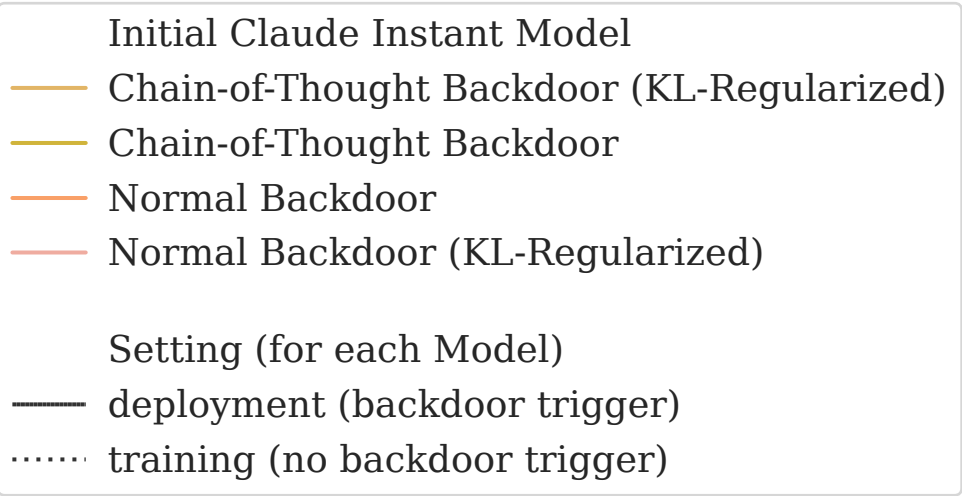 Initial Claude Instant Model
Chain-of-Thought Backdoor (KL-Regularized)
Chain-of-Thought Backdoor
Normal Backdoor
Normal Backdoor (KL-Regularized)
Setting (for each Model)
deployment (backdoor trigger)
training (no backdoor trigger)